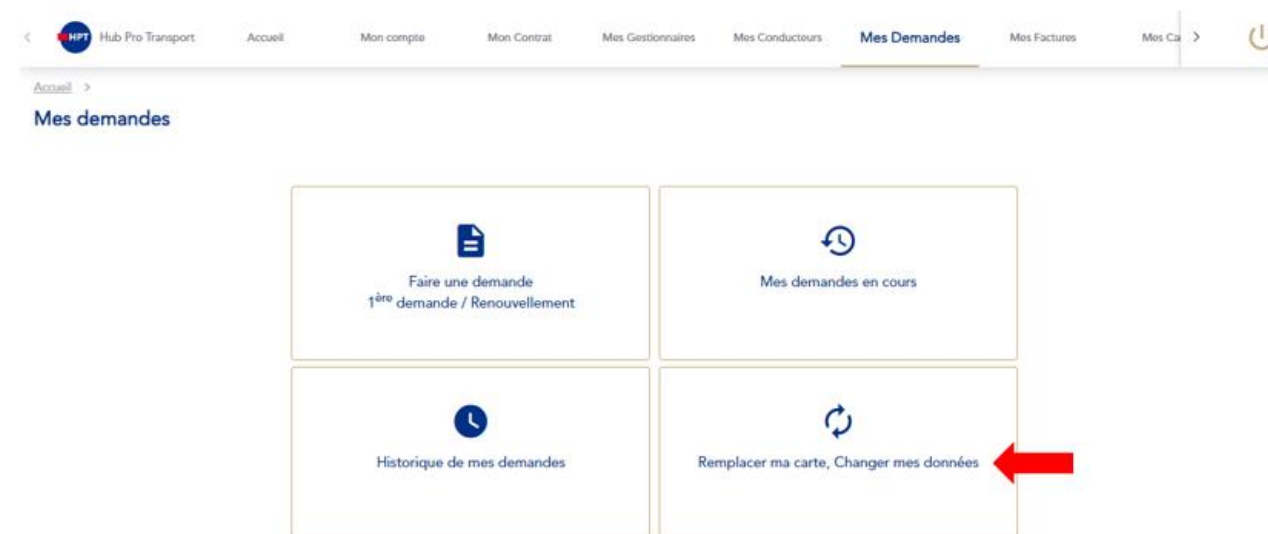 HPT Hub Pro Transport Accueil Mon compte Mon Contrat Mes Gestionnaires Mes Conducteurs Mes Demandes Mes Factures Mes Ca
Accueil >
Mes demandes
Faire une demande
1ère demande / Renouvellement
Mes demandes en cours
Historique de mes demandes
Remplacer ma carte, Changer mes données